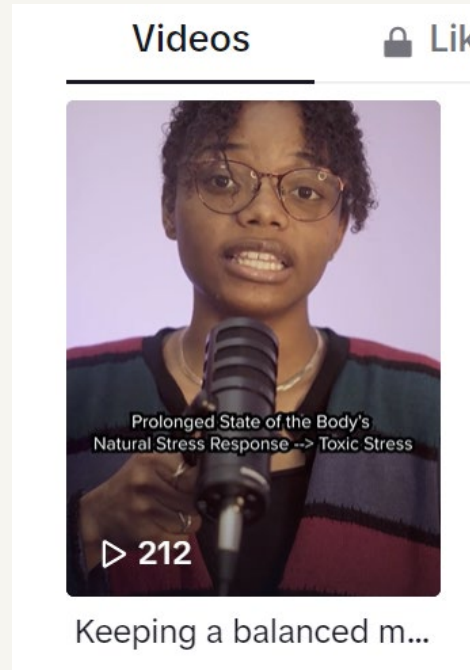 Videos
Lik
Prolonged State of the Body's
Natural Stress Response --> Toxic Stress
212
Keeping a balanced m...